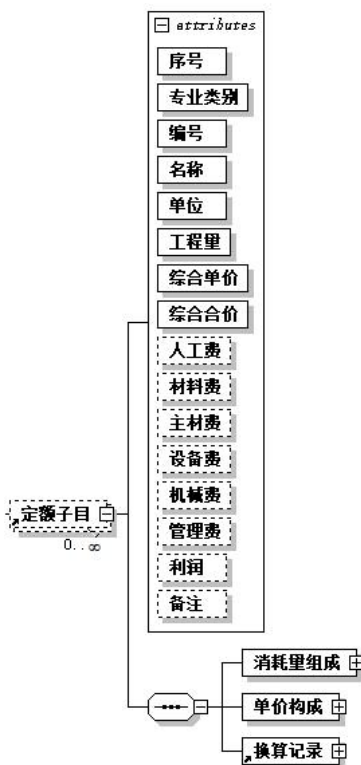 attributes
序号
专业类别
编号
名称
单位
工程量
综合单价
综合合价
人工费
材料费
主材费
设备费
机械费
管理费
利润
备注
定额子目
0..∞
消耗量组成
单价构成
换算记录